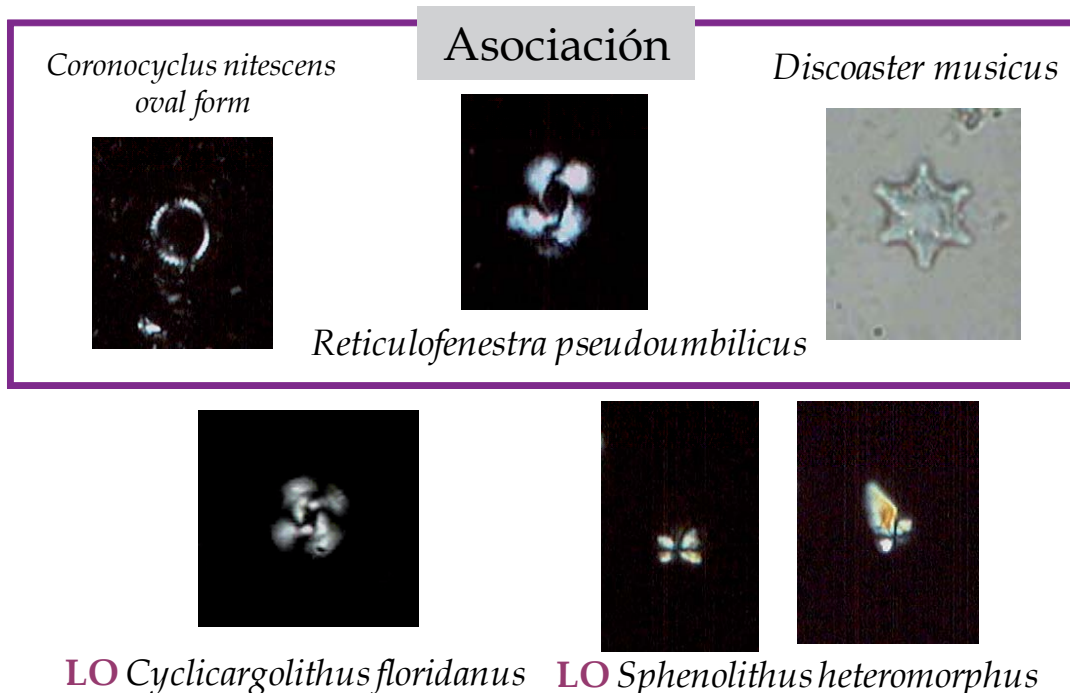 Asociación
Coronocyclus nitescens
oval form
Discoaster musicus
Reticulofenestra pseudoumbilicus
LO Cyclicargolithus floridanus
LO Sphenolithus heteromorphus